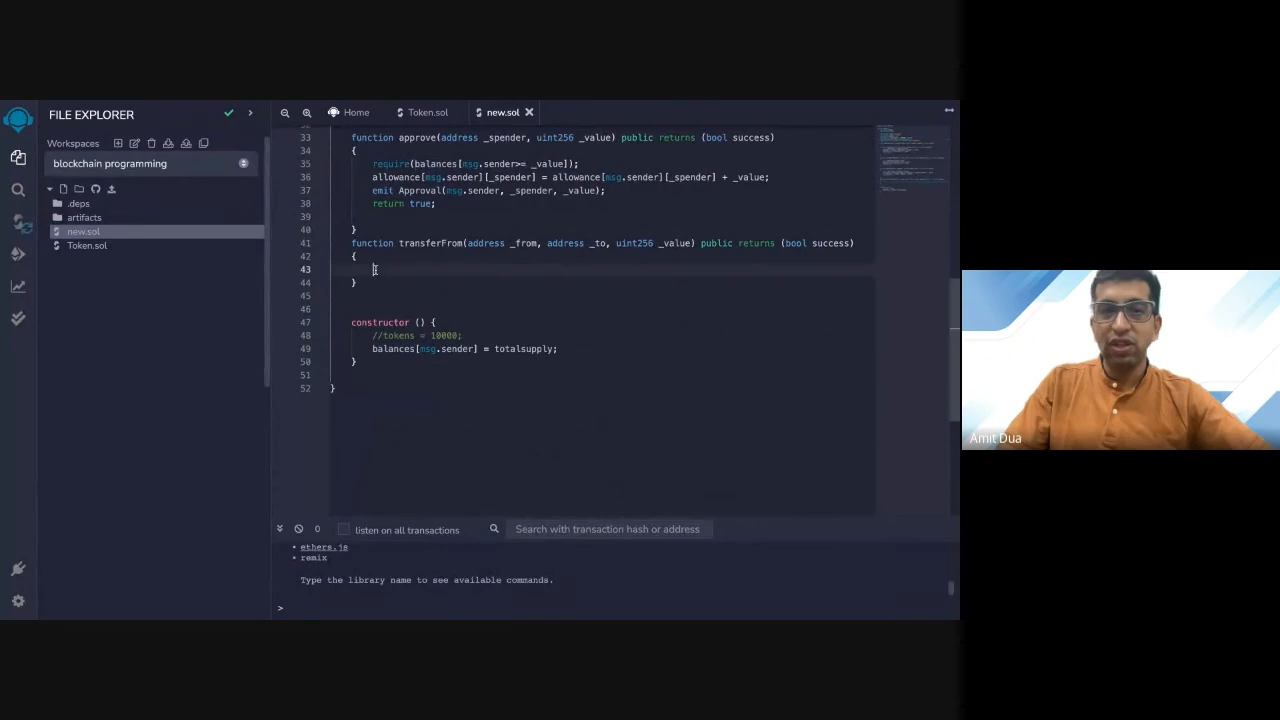 FILE EXPLORER
Workspaces
blockchain programming
.deps
artifacts
new.sol
Token.sol
Home
Token.sol
new.sol
33 function approve(address _spender, uint256 _value) public returns (bool success)
34 {
35 require(balances[msg.sender>= _value]);
36 allowance[msg.sender][_spender] = allowance[msg.sender][_spender] + _value;
37 emit Approval(msg.sender, _spender, _value);
38 return true;
39
40 }
41 function transferFrom(address _from, address _to, uint256 _value) public returns (bool success)
42 {
43
44 }
45
46
47 constructor () {
48 //tokens = 10000;
49 balances[msg.sender] = totalsupply;
50 }
51
52 }
0 listen on all transactions Search with transaction hash or address
• ethers.js
• remix
Type the library name to see available commands.
>
Amit Dua